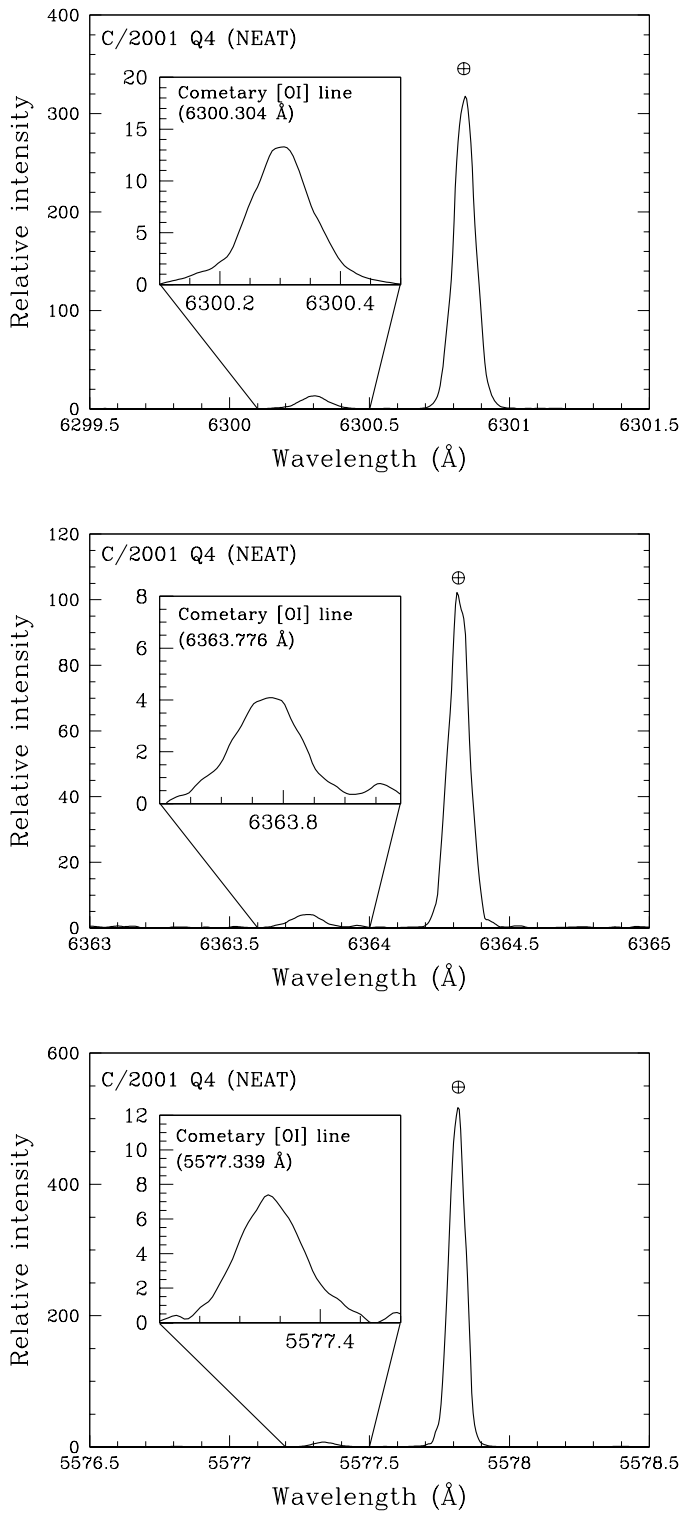 400
300
200
100
0
Relative intensity
C/2001 Q4 (NEAT)
⊕
20
15
10
5
0
Cometary [OI] line
(6300.304 Å)
6300.2 6300.4
6299.5 6300 6300.5 6301 6301.5
Wavelength (Å)
120
100
80
60
40
20
0
Relative intensity
C/2001 Q4 (NEAT)
⊕
8
6
4
2
0
Cometary [OI] line
(6363.776 Å)
6363.8
6363 6363.5 6364 6364.5 6365
Wavelength (Å)
600
400
200
0
Relative intensity
C/2001 Q4 (NEAT)
⊕
12
10
8
6
4
2
0
Cometary [OI] line
(5577.339 Å)
5577.4
5576.5 5577 5577.5 5578 5578.5
Wavelength (Å)